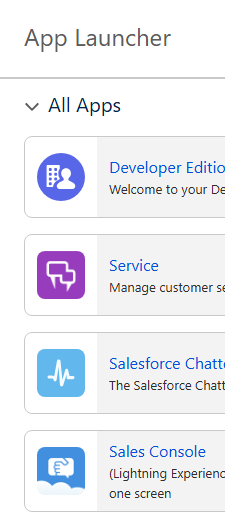 App Launcher
All Apps
Developer Editio
Welcome to your De
Service
Manage customer se
Salesforce Chatt
The Salesforce Chatt
Sales Console
(Lightning Experienc
one screen